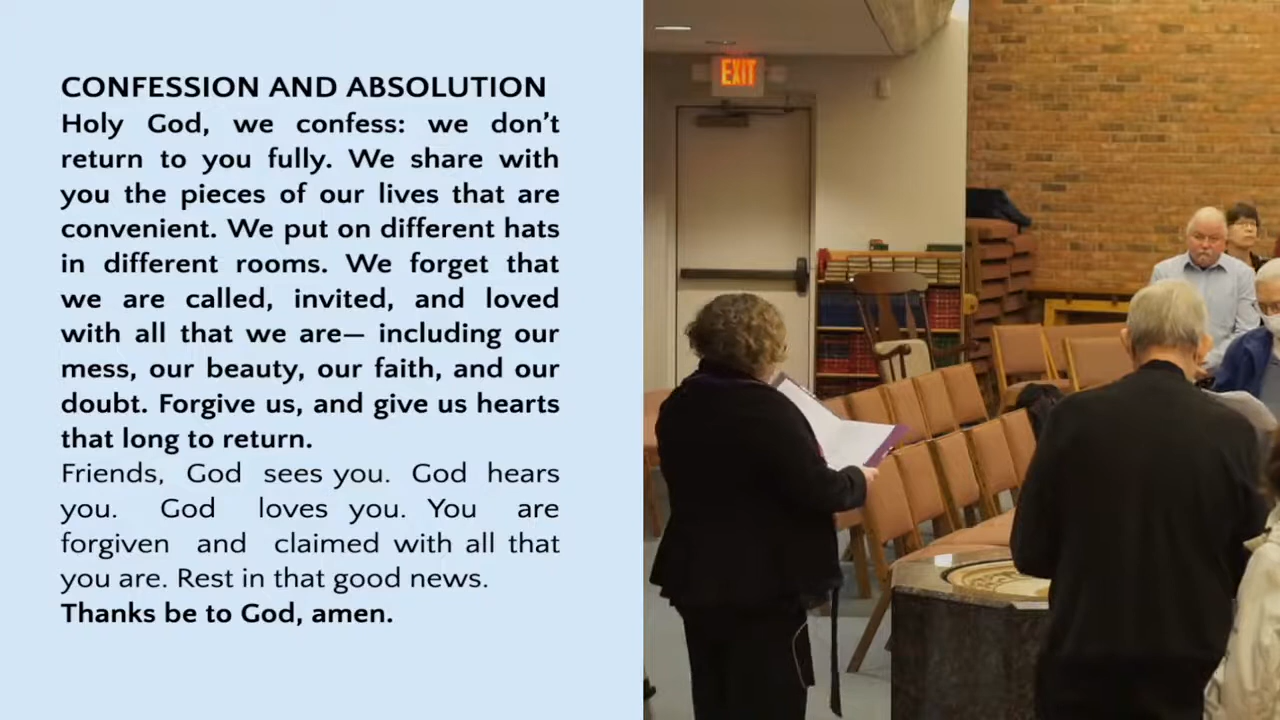 CONFESSION AND ABSOLUTION
Holy God, we confess: we don't
return to you fully. We share with
you the pieces of our lives that are
convenient. We put on different hats
in different rooms. We forget that
we are called, invited, and loved
with all that we are— including our
mess, our beauty, our faith, and our
doubt. Forgive us, and give us hearts
that long to return.
Friends, God sees you. God hears
you. God loves you. You are
forgiven and claimed with all that
you are. Rest in that good news.
Thanks be to God, amen.
EXIT